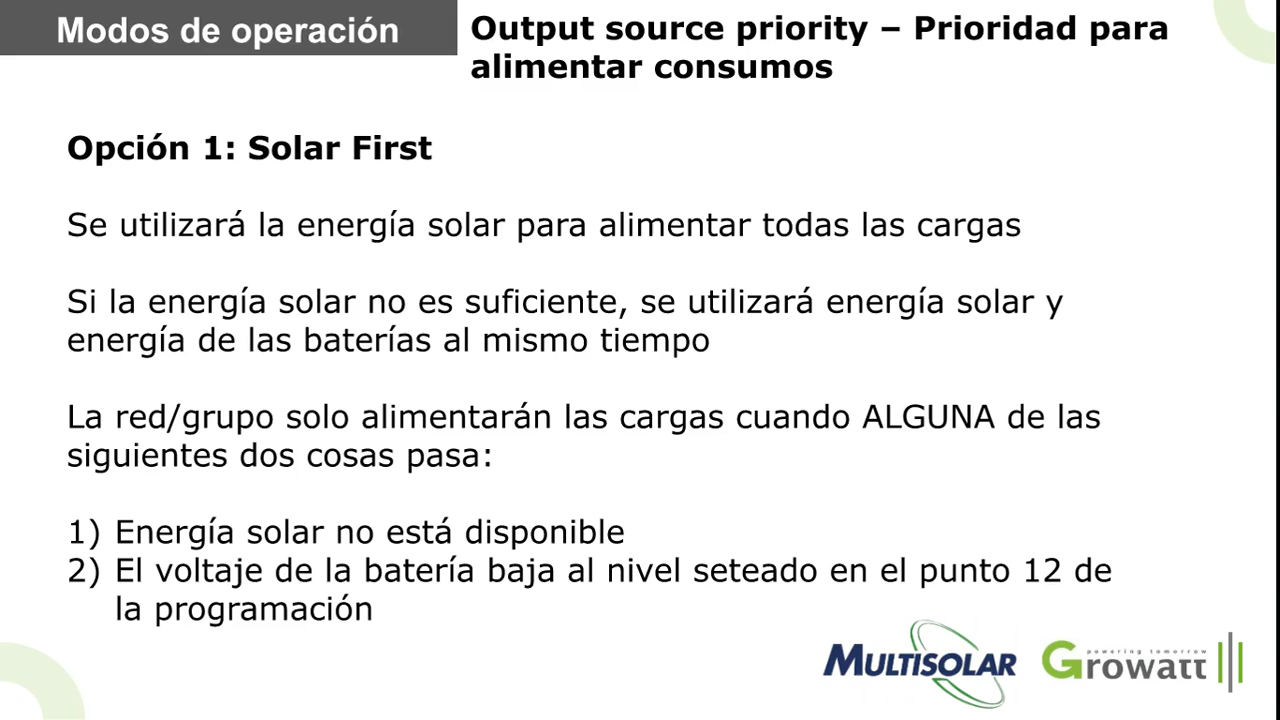 Modos de operación
Output source priority – Prioridad para
alimentar consumos
Opción 1: Solar First
Se utilizará la energía solar para alimentar todas las cargas
Si la energía solar no es suficiente, se utilizará energía solar y
energía de las baterías al mismo tiempo
La red/grupo solo alimentarán las cargas cuando ALGUNA de las
siguientes dos cosas pasa:
1) Energía solar no está disponible
2) El voltaje de la batería baja al nivel seteado en el punto 12 de
la programación
MULTISOLAR
powering tomorrow
Growatt